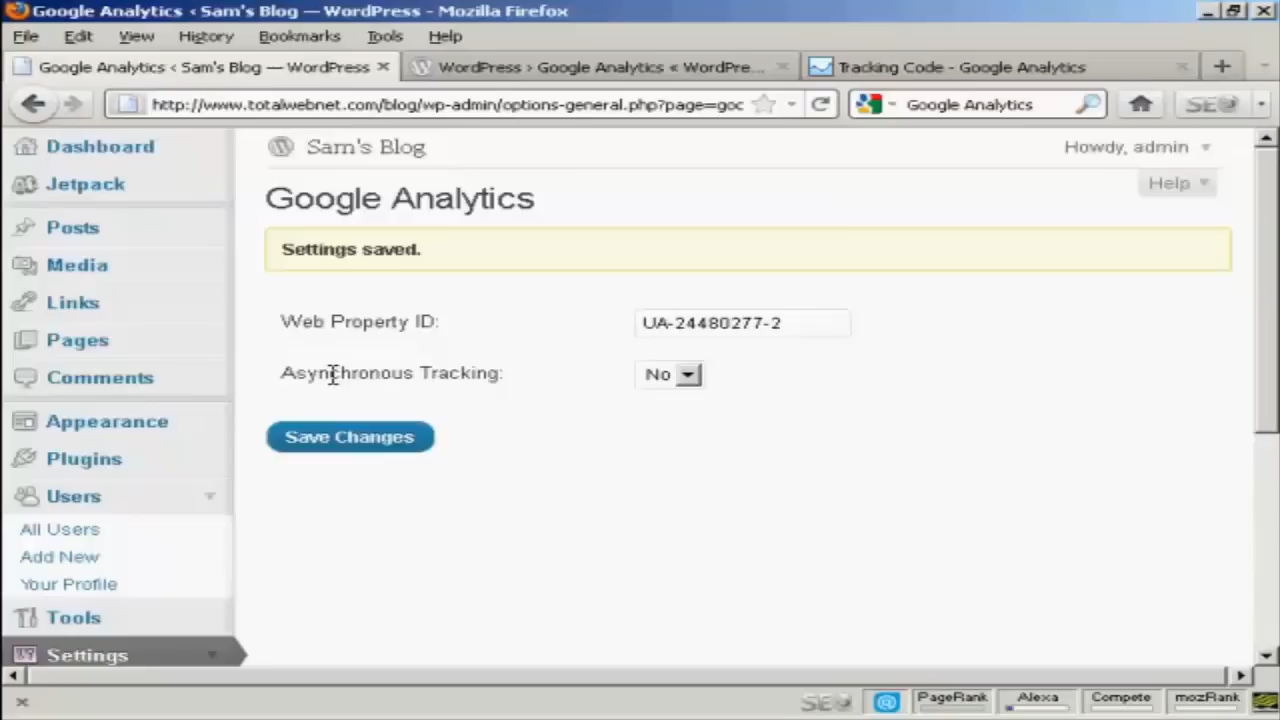 Google Analytics ‹ Sam's Blog — WordPress - Mozilla Firefox
File Edit View History Bookmarks Tools Help
Google Analytics ‹ Sam's Blog — WordPress × WordPress › Google Analytics « WordPre... × Tracking Code - Google Analytics × +
http://www.totalwebnet.com/blog/wp-admin/options-general.php?page=goc Google Analytics SEO
Dashboard
Jetpack
Posts
Media
Links
Pages
Comments
Appearance
Plugins
Users
All Users
Add New
Your Profile
Tools
Settings
Sam's Blog Howdy, admin
Help
Google Analytics
Settings saved.
Web Property ID: UA-24480277-2
Asynchronous Tracking: No
Save Changes
× SEO PageRank Alexa Compete mozRank